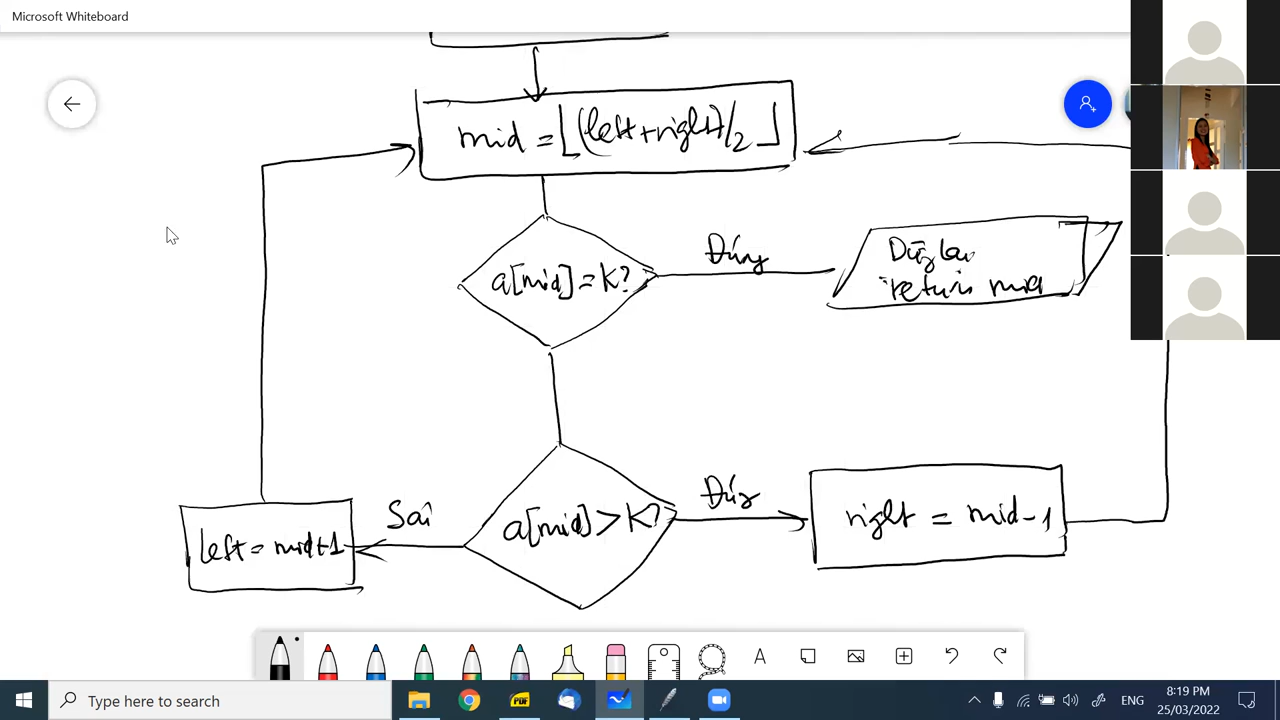 Microsoft Whiteboard
mid = ⌊(left+right)/2⌋
a[mid]=K?
Đúng
Dừng lại
return mid
a[mid]>K?
Đúng
right = mid-1
Sai
left = mid+1
A
Type here to search
PDF
ENG
8:19 PM
25/03/2022